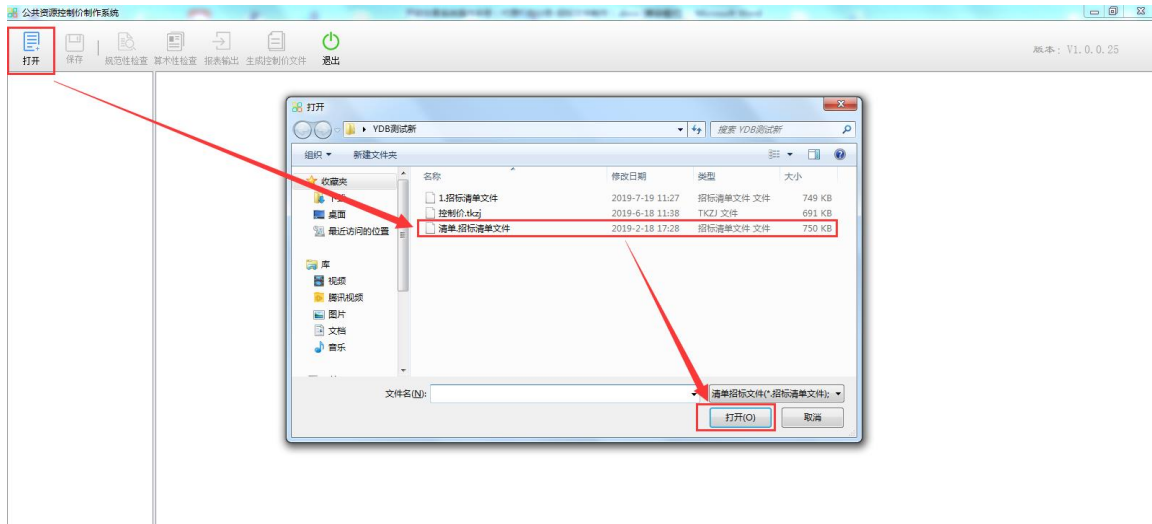 公共资源控制价制作系统
打开 保存 规范性检查 算术性检查 报表输出 生成控制价文件 退出
版本：V1.0.0.25
打开
YDB测试新
搜索 YDB测试新
组织 新建文件夹
收藏夹
桌面
最近访问的位置
库
视频
腾讯视频
图片
文档
音乐
名称 修改日期 类型 大小
1.招标清单文件 2019-7-19 11:27 招标清单文件 文件 749 KB
控制价.tkzj 2019-6-18 11:38 TKZJ 文件 691 KB
清单.招标清单文件 2019-2-18 17:28 招标清单文件 文件 750 KB
文件名(N):
清单招标文件(*.招标清单文件);
打开(O) 取消